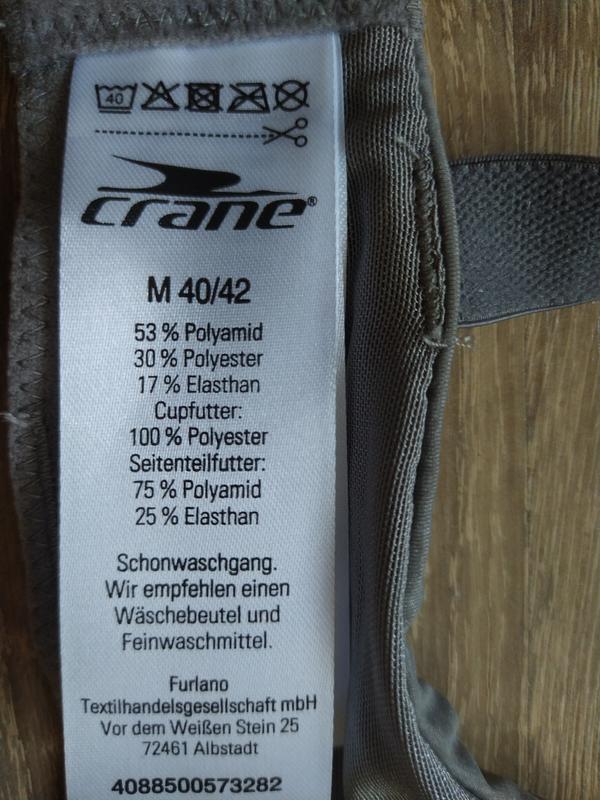 40
crane®
M 40/42
53 % Polyamid
30 % Polyester
17 % Elasthan
Cupfutter:
100 % Polyester
Seitenteilfutter:
75 % Polyamid
25 % Elasthan
Schonwaschgang.
Wir empfehlen einen
Wäschebeutel und
Feinwaschmittel.
Furlano
Textilhandelsgesellschaft mbH
Vor dem Weißen Stein 25
72461 Albstadt
4088500573282